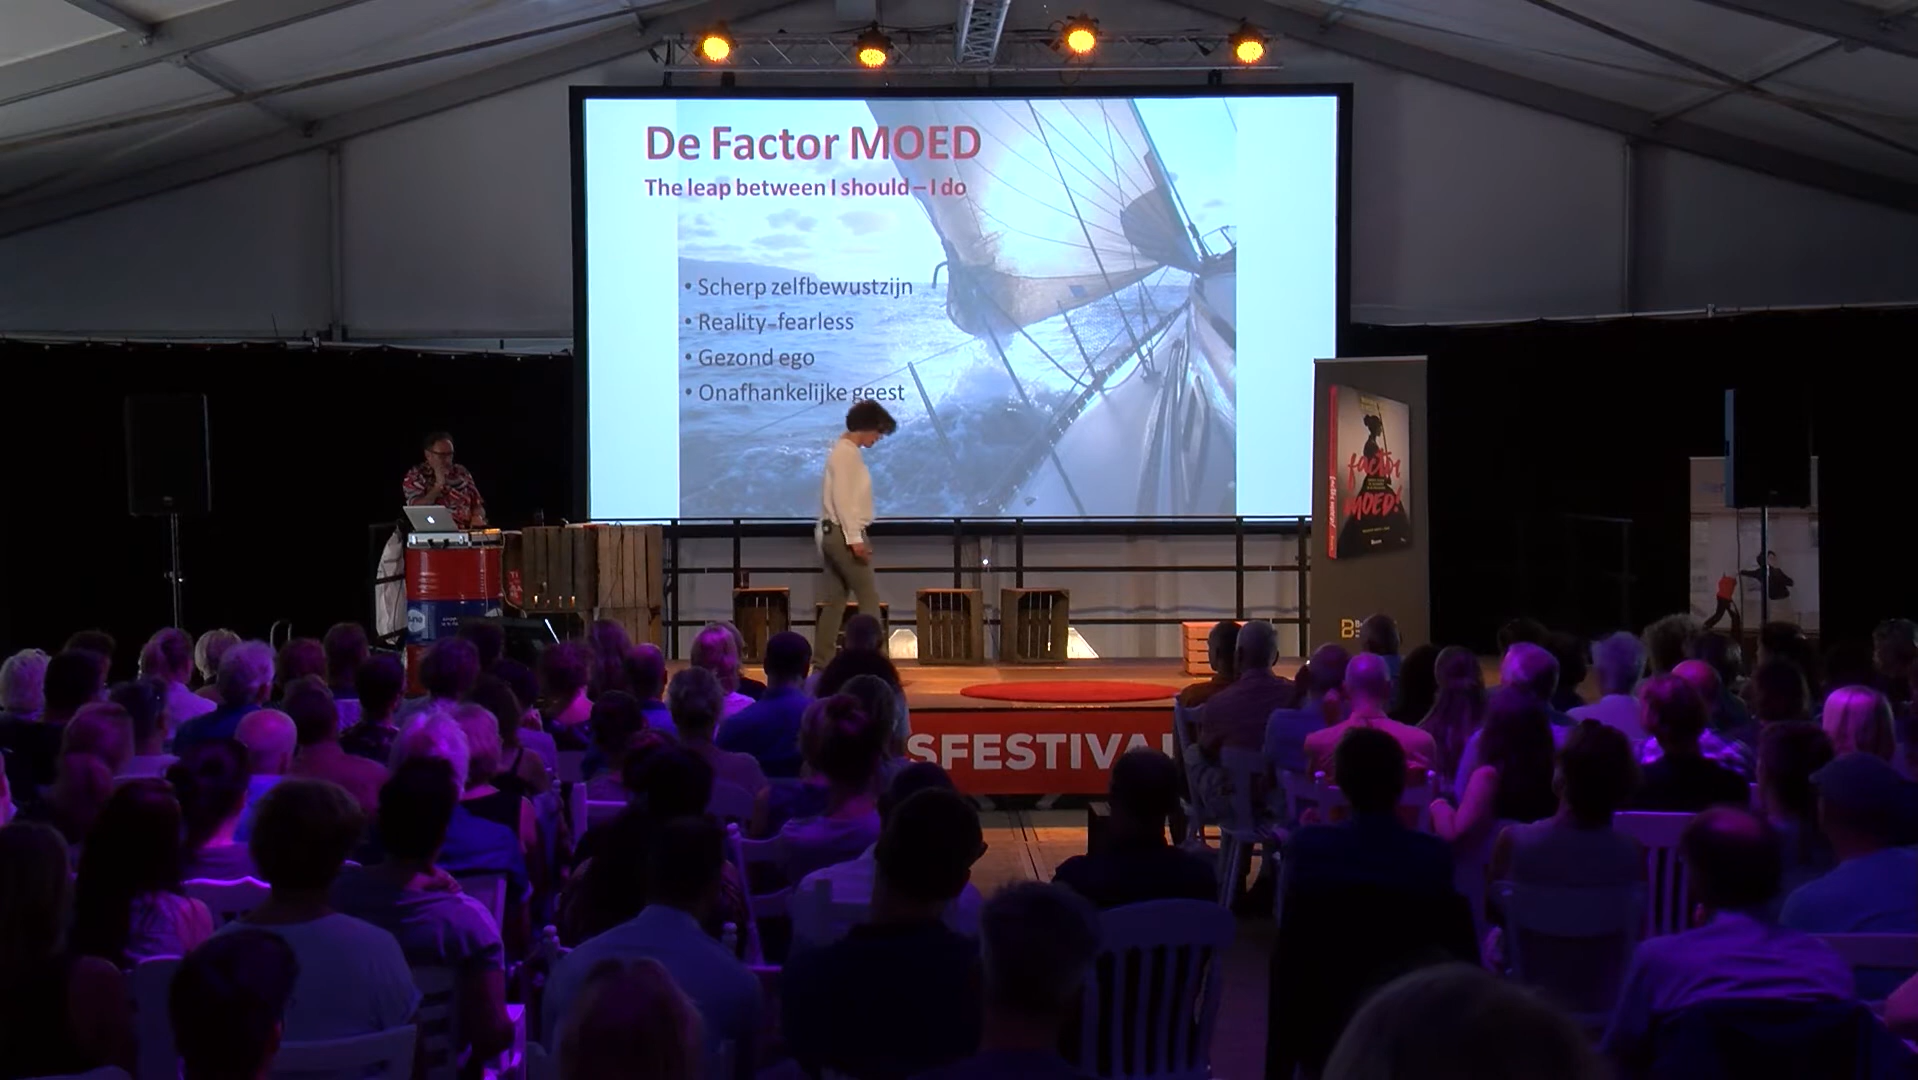 De Factor MOED
The leap between I should – I do
• Scherp zelfbewustzijn
• Reality-fearless
• Gezond ego
• Onafhankelijke geest
factor
MOED!
SFESTIVAL